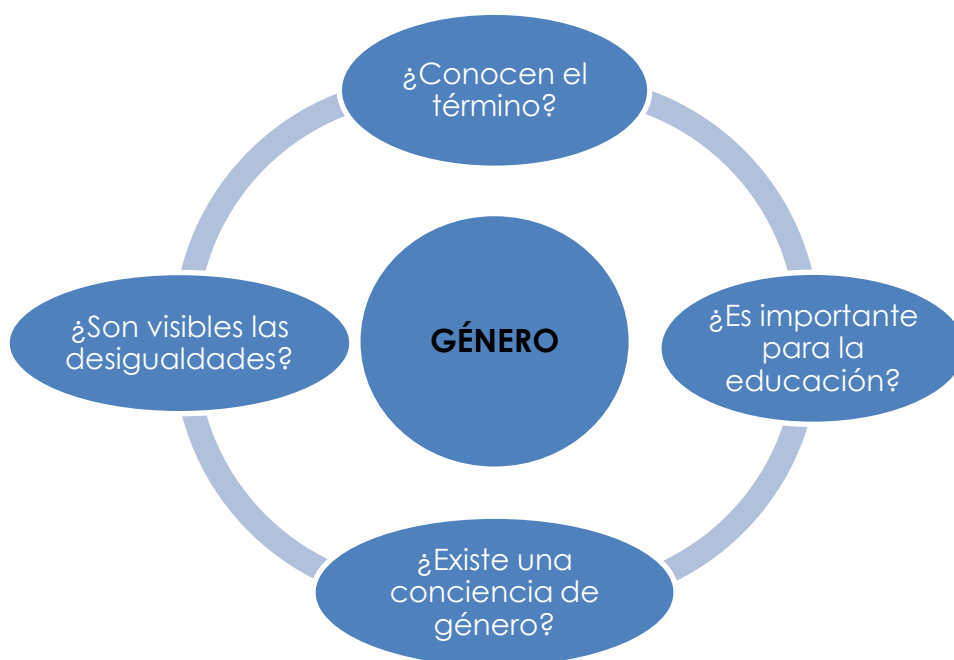 ¿Conocen el
término?
¿Son visibles las
desigualdades?
GÉNERO
¿Es importante
para la
educación?
¿Existe una
conciencia de
género?